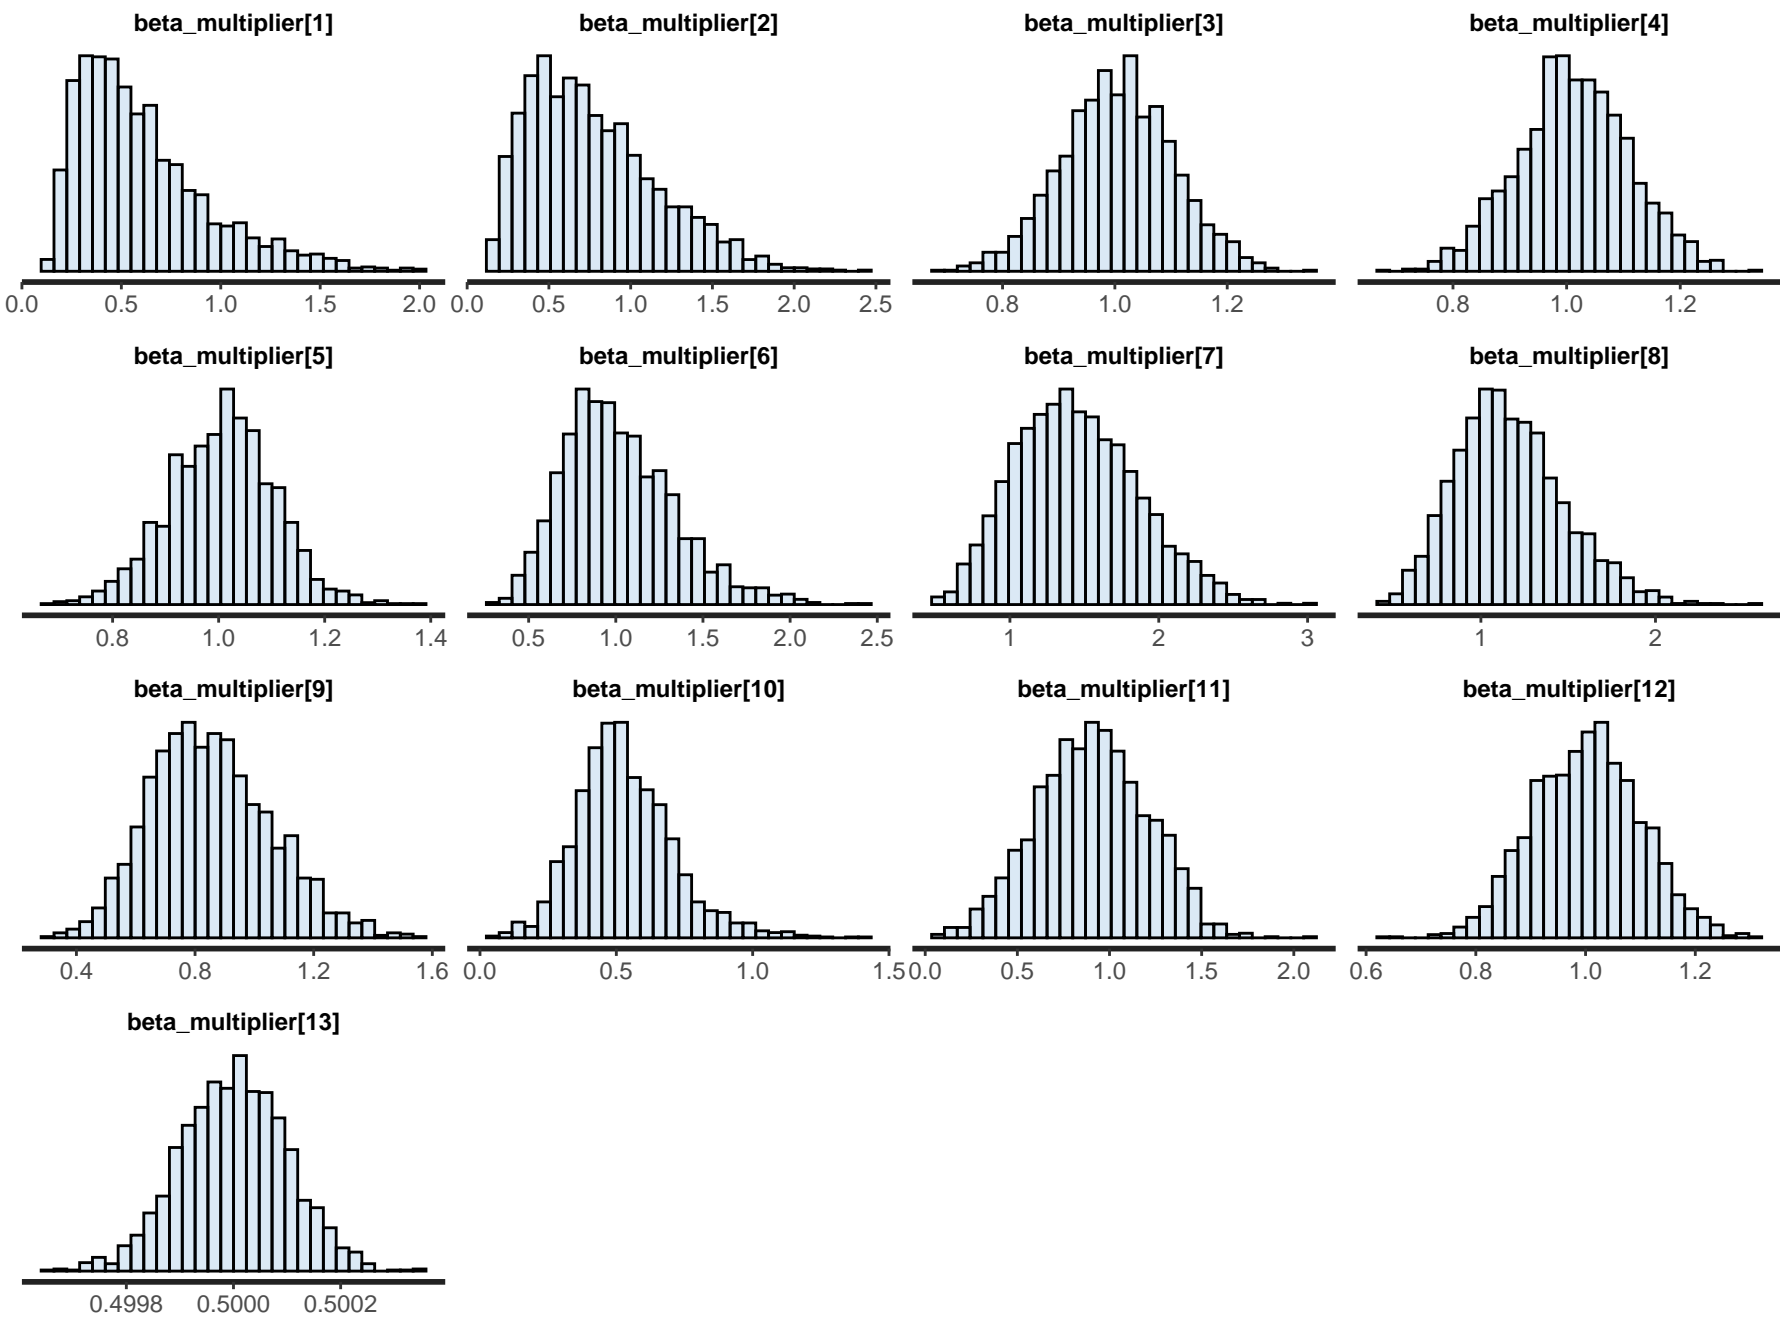 beta_multiplier[1] beta_multiplier[2] beta_multiplier[3] beta_multiplier[4]
0.0 0.5 1.0 1.5 2.0 0.0 0.5 1.0 1.5 2.0 2.5 0.8 1.0 1.2 0.8 1.0 1.2
beta_multiplier[5] beta_multiplier[6] beta_multiplier[7] beta_multiplier[8]
0.8 1.0 1.2 1.4 0.5 1.0 1.5 2.0 2.5 1 2 3 1 2
beta_multiplier[9] beta_multiplier[10] beta_multiplier[11] beta_multiplier[12]
0.4 0.8 1.2 1.6 0.0 0.5 1.0 1.5 0.0 0.5 1.0 1.5 2.0 0.6 0.8 1.0 1.2
beta_multiplier[13]
0.4998 0.5000 0.5002